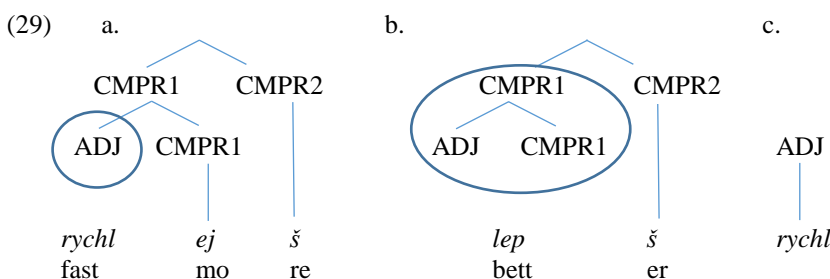 (29) a. b. c.
CMPR1 CMPR2 CMPR1 CMPR2
ADJ CMPR1 ADJ CMPR1 ADJ
rychl ej š lep š rychl
fast mo re bett er